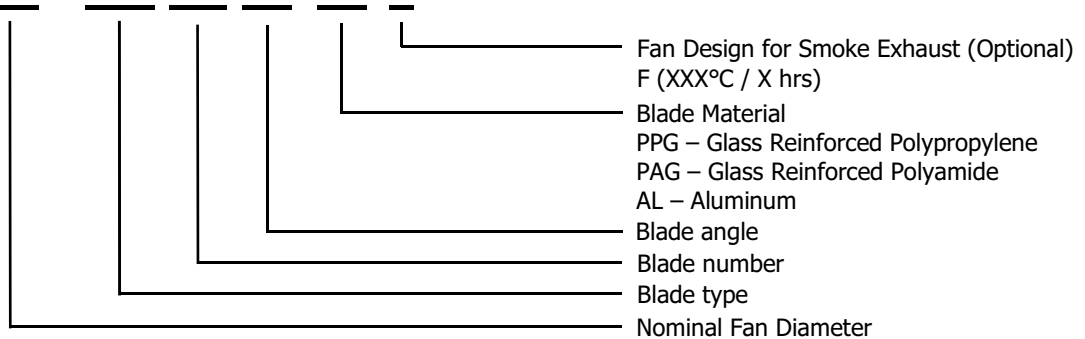 Fan Design for Smoke Exhaust (Optional)
F (XXX°C / X hrs)
Blade Material
PPG – Glass Reinforced Polypropylene
PAG – Glass Reinforced Polyamide
AL – Aluminum
Blade angle
Blade number
Blade type
Nominal Fan Diameter